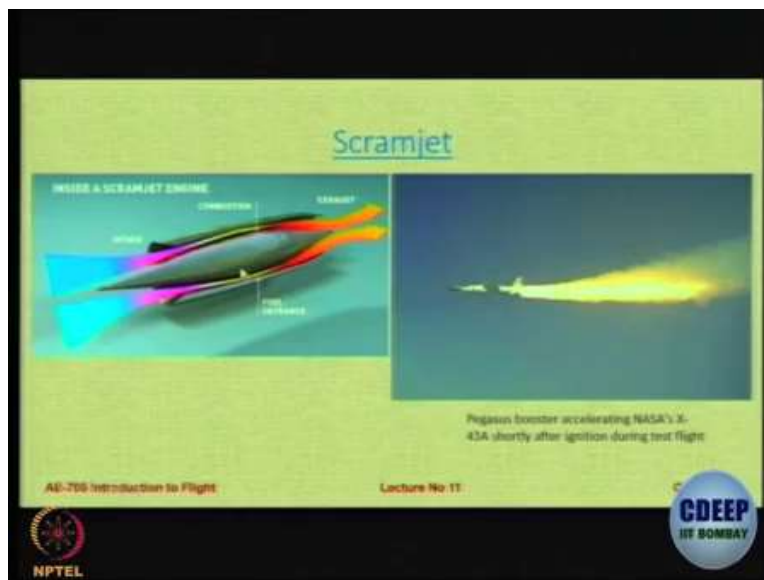 Scramjet
INSIDE A SCRAMJET ENGINE
COMBUSTION
EXHAUST
INTAKE
FUEL
ENTRANCE
Pegasus booster accelerating NASA's X-
43A shortly after ignition during test flight
AE-705 Introduction to Flight
Lecture No 11
C
CDEEP
IIT BOMBAY
NPTEL